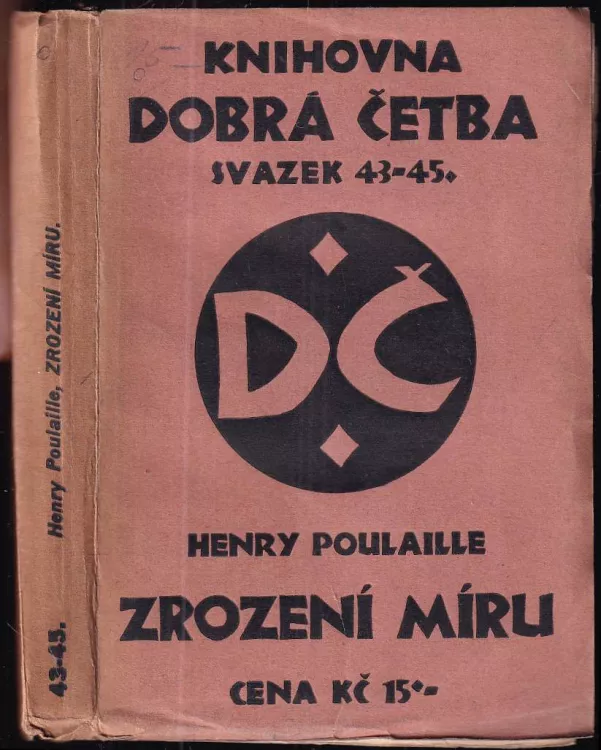 KNIHOVNA
DOBRÁ ČETBA
SVAZEK 43=45.
DČ
HENRY POULAILLE
ZROZENÍ MÍRU
CENA KČ 15·-
Henry Poulaille, ZROZENÍ MÍRU.
43-45.